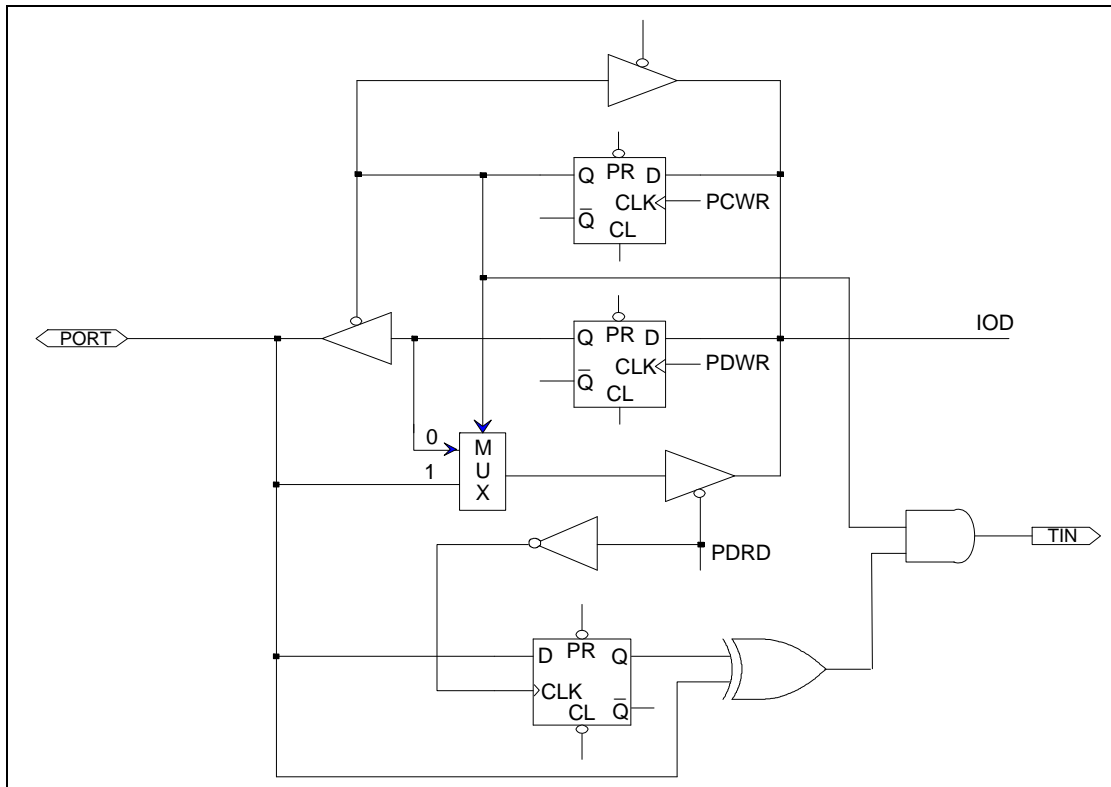 Q PR D
CLK PCWR
Q̅
CL
PORT
IOD
Q PR D
CLK PDWR
Q̅
CL
0
1
M
U
X
PDRD
TIN
D PR Q
CLK
CL Q̅